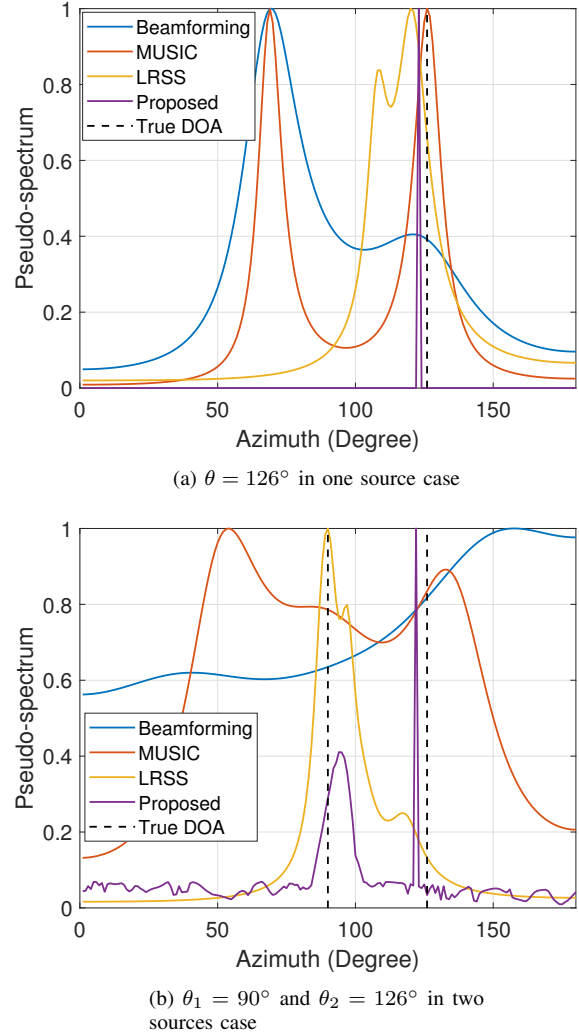 1
0.8
0.6
0.4
0.2
0
Pseudo-spectrum
Beamforming
MUSIC
LRSS
Proposed
True DOA
0 50 100 150
Azimuth (Degree)
(a) θ = 126° in one source case
1
0.8
0.6
0.4
0.2
0
Pseudo-spectrum
Beamforming
MUSIC
LRSS
Proposed
True DOA
0 50 100 150
Azimuth (Degree)
(b) θ₁ = 90° and θ₂ = 126° in two
sources case